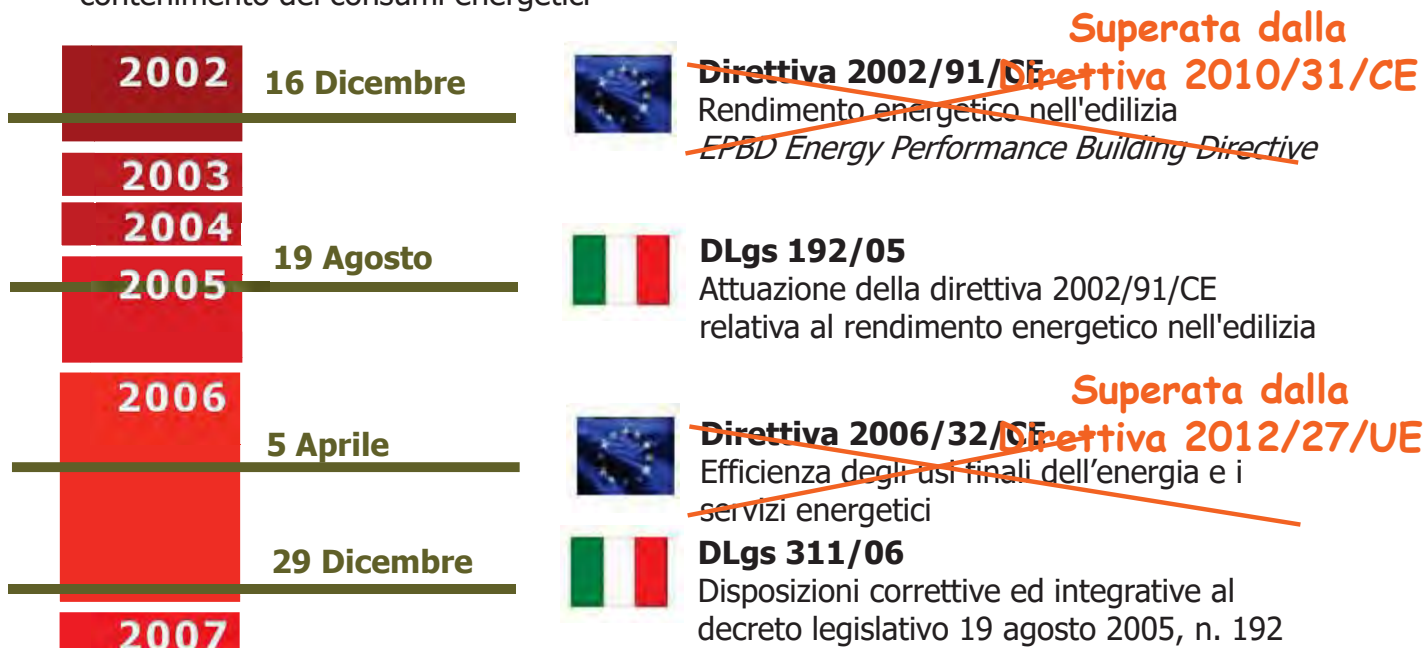 contenimento dei consumi energetici
Superata dalla
2002
16 Dicembre
Direttiva 2002/91/CE
Direttiva 2010/31/CE
Rendimento energetico nell'edilizia
EPBD Energy Performance Building Directive
2003
2004
19 Agosto
2005
DLgs 192/05
Attuazione della direttiva 2002/91/CE
relativa al rendimento energetico nell'edilizia
2006
Superata dalla
5 Aprile
Direttiva 2006/32/CE
Direttiva 2012/27/UE
Efficienza degli usi finali dell’energia e i
servizi energetici
29 Dicembre
DLgs 311/06
Disposizioni correttive ed integrative al
decreto legislativo 19 agosto 2005, n. 192
2007